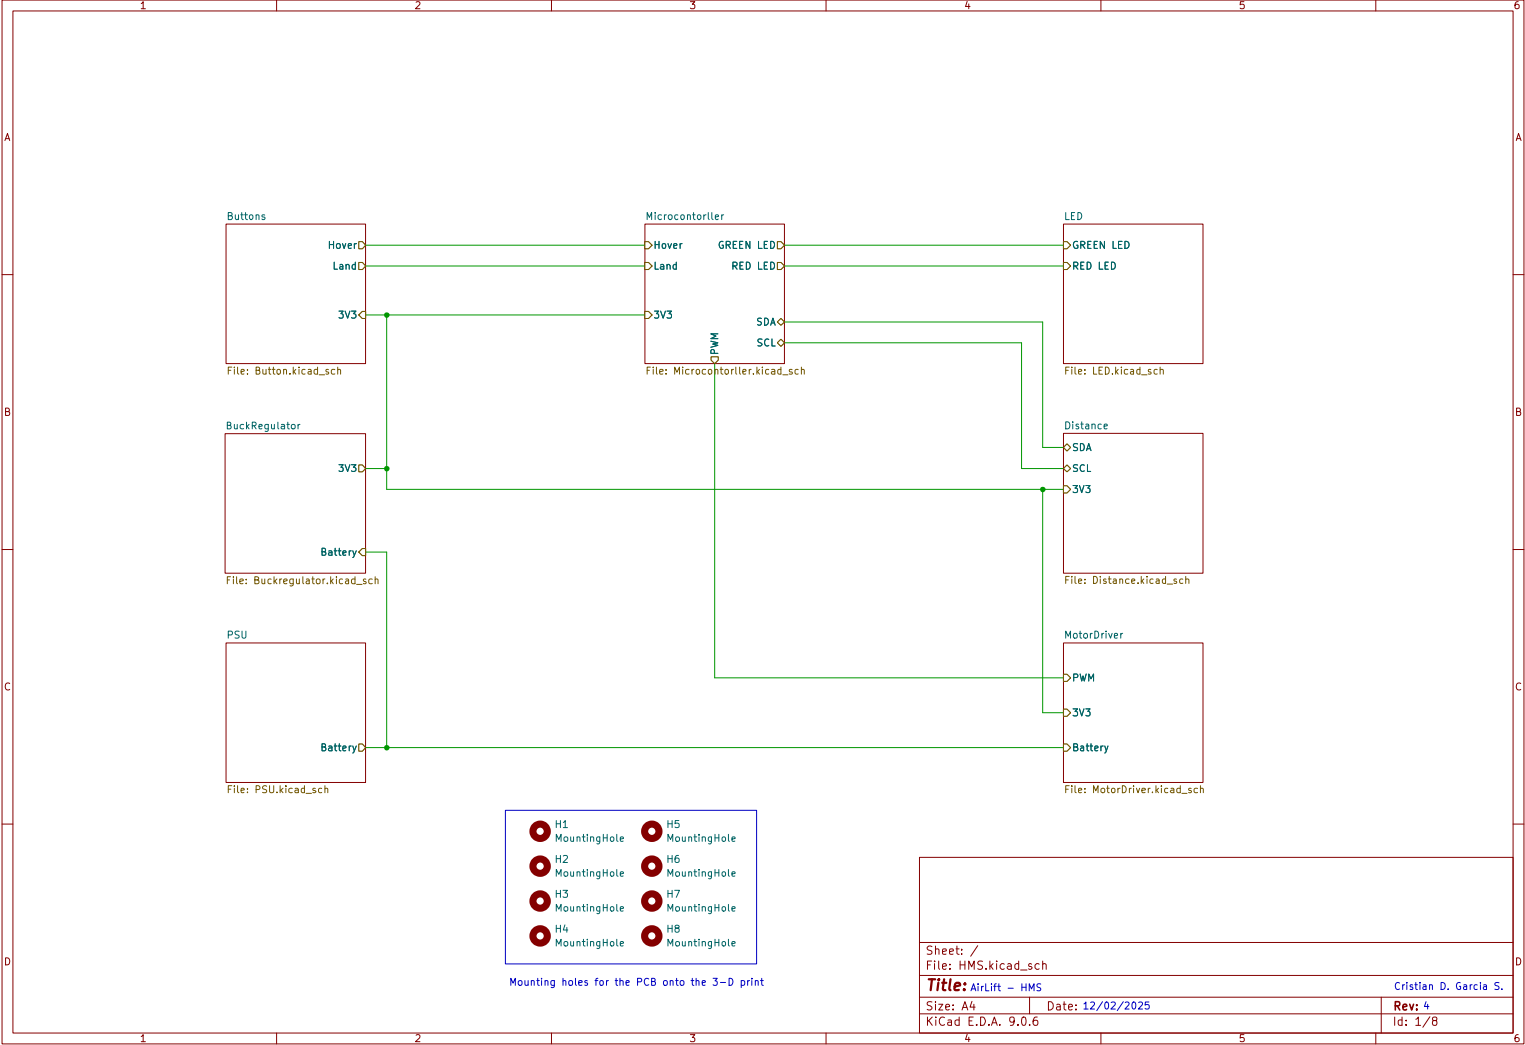 1 2 3 4 5 6
A A
Buttons
Hover
Land
3V3
File: Button.kicad_sch
Microcontorller
Hover
Land
3V3
GREEN LED
RED LED
SDA
SCL
PWM
File: Microcontorller.kicad_sch
LED
GREEN LED
RED LED
File: LED.kicad_sch
B B
BuckRegulator
3V3
Battery
File: Buckregulator.kicad_sch
Distance
SDA
SCL
3V3
File: Distance.kicad_sch
PSU
Battery
File: PSU.kicad_sch
MotorDriver
PWM
3V3
Battery
File: MotorDriver.kicad_sch
C C
H1
MountingHole
H2
MountingHole
H3
MountingHole
H4
MountingHole
H5
MountingHole
H6
MountingHole
H7
MountingHole
H8
MountingHole
Mounting holes for the PCB onto the 3-D print
D D
Sheet: /
File: HMS.kicad_sch
Title: AirLift - HMS
Cristian D. Garcia S.
Size: A4
Date: 12/02/2025
Rev: 4
KiCad E.D.A. 9.0.6
Id: 1/8
1 2 3 4 5 6